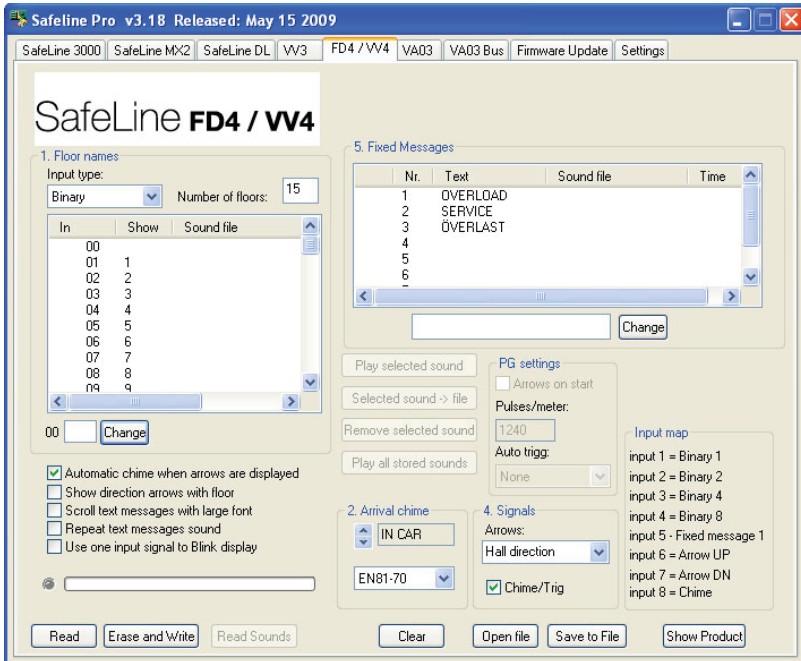 Safeline Pro v3.18 Released: May 15 2009
SafeLine 3000 SafeLine MX2 SafeLine DL VV3 FD4 / VV4 VA03 VA03 Bus Firmware Update Settings
SafeLine FD4 / VV4
1. Floor names
Input type:
Binary Number of floors: 15
In Show Sound file
00
01 1
02 2
03 3
04 4
05 5
06 6
07 7
08 8
09 9
00 Change
Automatic chime when arrows are displayed
Show direction arrows with floor
Scroll text messages with large font
Repeat text messages sound
Use one input signal to Blink display
5. Fixed Messages
Nr. Text Sound file Time
1 OVERLOAD
2 SERVICE
3 ÖVERLAST
4
5
6
Change
Play selected sound
Selected sound -> file
Remove selected sound
Play all stored sounds
PG settings
Arrows on start
Pulses/meter:
1240
Auto trigg:
None
2. Arrival chime
IN CAR
EN81-70
4. Signals
Arrows:
Hall direction
Chime/Trig
Input map
input 1 = Binary 1
input 2 = Binary 2
input 3 = Binary 4
input 4 = Binary 8
input 5 - Fixed message 1
input 6 = Arrow UP
input 7 = Arrow DN
input 8 = Chime
Read Erase and Write Read Sounds Clear Open file Save to File Show Product